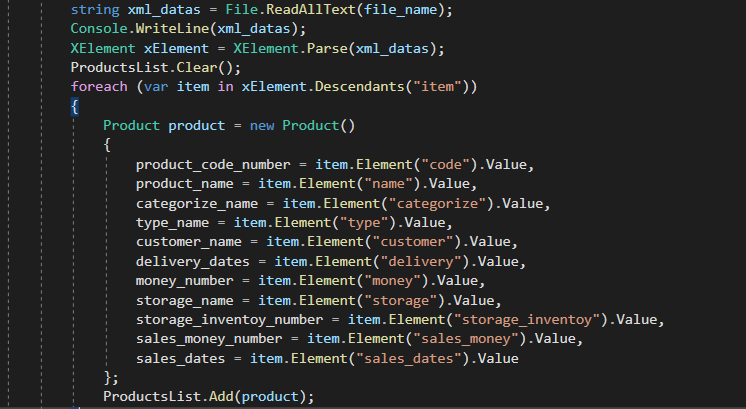 string xml_datas = File.ReadAllText(file_name);
Console.WriteLine(xml_datas);
XElement xElement = XElement.Parse(xml_datas);
ProductsList.Clear();
foreach (var item in xElement.Descendants("item"))
{
Product product = new Product()
{
product_code_number = item.Element("code").Value,
product_name = item.Element("name").Value,
categorize_name = item.Element("categorize").Value,
type_name = item.Element("type").Value,
customer_name = item.Element("customer").Value,
delivery_dates = item.Element("delivery").Value,
money_number = item.Element("money").Value,
storage_name = item.Element("storage").Value,
storage_inventoy_number = item.Element("storage_inventoy").Value,
sales_money_number = item.Element("sales_money").Value,
sales_dates = item.Element("sales_dates").Value
};
ProductsList.Add(product);